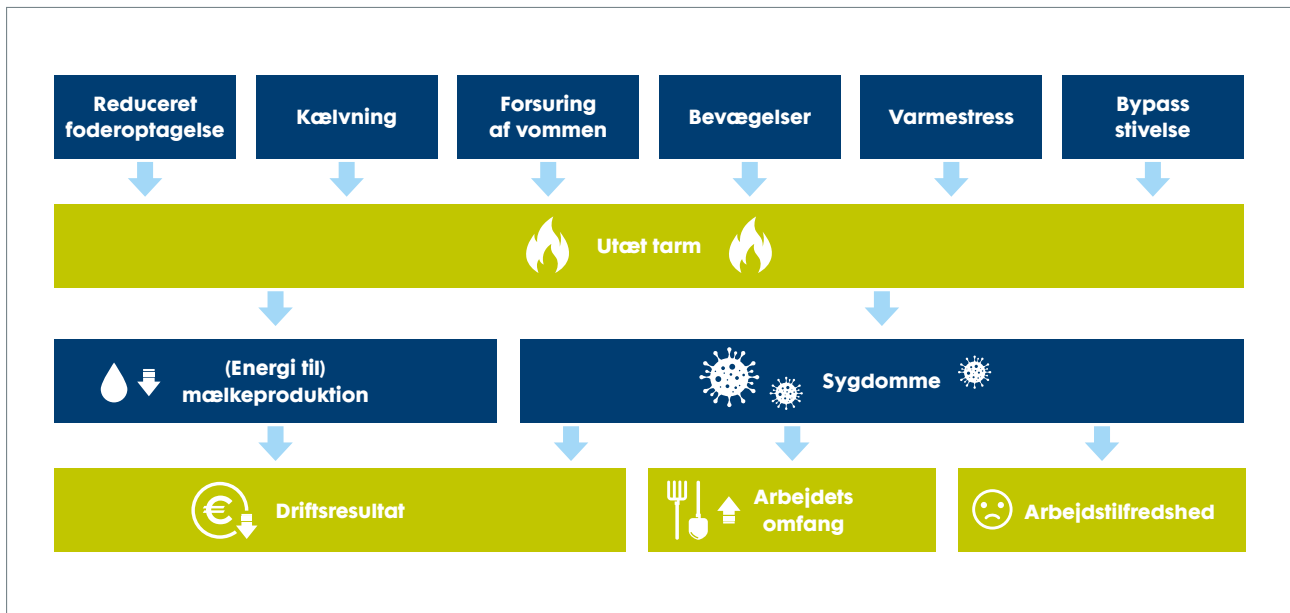 Reduceret
foderoptagelse
Kælvning
Forsuring
af vommen
Bevægelser
Varmestress
Bypass
stivelse
Utæt tarm
(Energi til)
mælkeproduktion
Sygdomme
€
Driftsresultat
Arbejdets
omfang
Arbejdstilfredshed